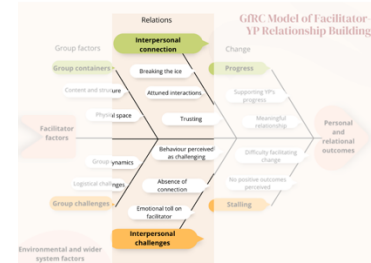 Relations
GfRC Model of Facilitator-
YP Relationship Building
Interpersonal
connection
Group factors
Change
Group containers
Breaking the ice
Progress
Content and structure
Attuned interactions
Supporting YP's
progress
Physical space
Trusting
Meaningful
relationship
Facilitator
factors
Personal
and
relational
outcomes
Behaviour perceived
as challenging
Difficulty facilitating
change
Group dynamics
Absence of
connection
Logistical challenges
No positive outcomes
perceived
Group challenges
Emotional toll on
facilitator
Stalling
Interpersonal
challenges
Environmental and wider
system factors